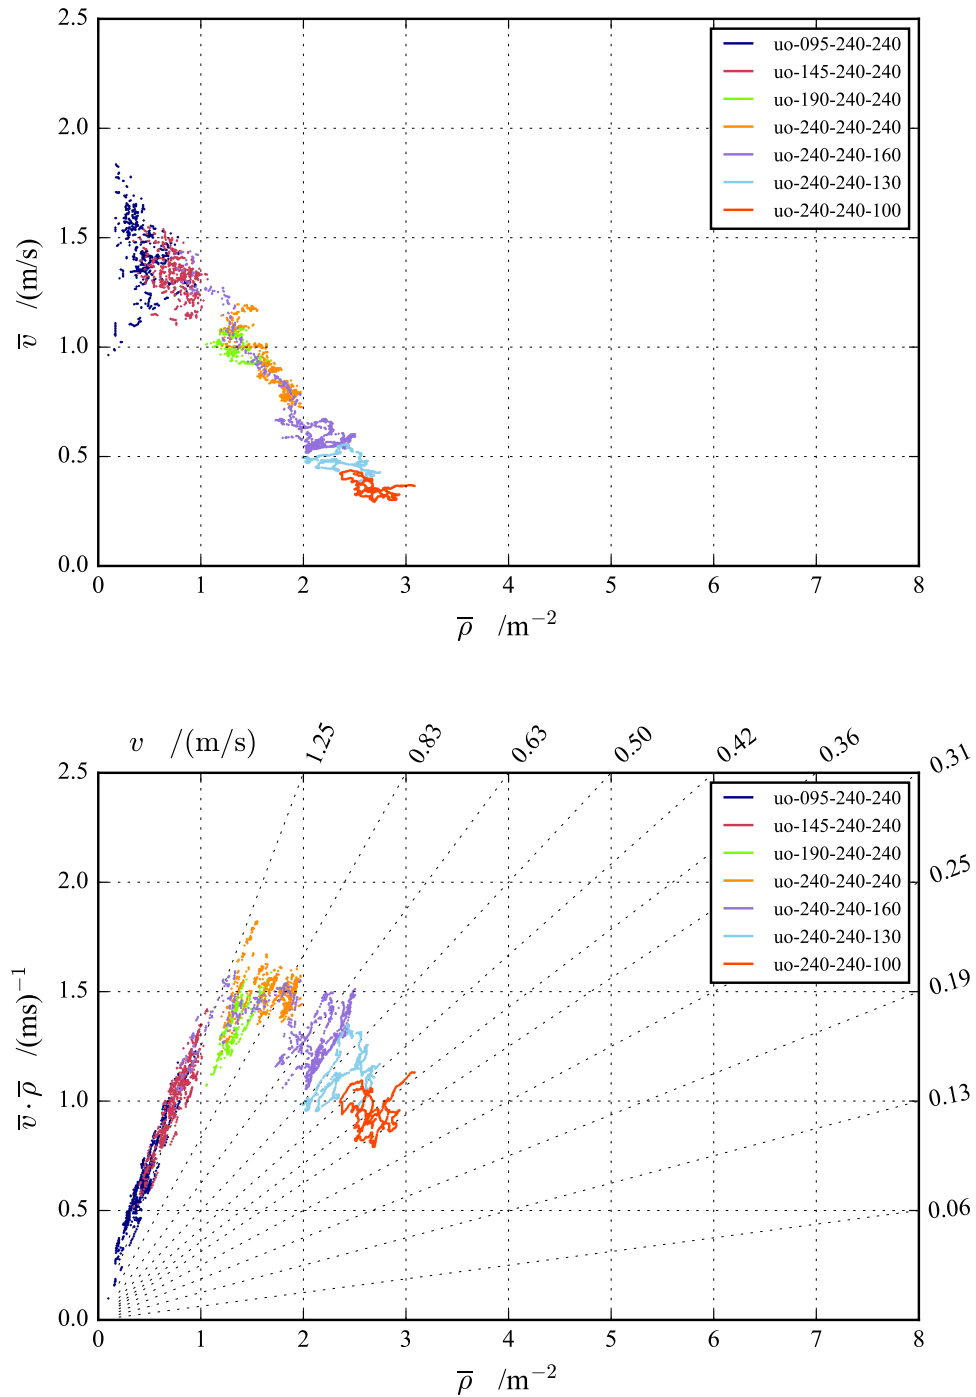 2.5
2.0
1.5
1.0
0.5
0.0
v̅ /(m/s)
uo-095-240-240
uo-145-240-240
uo-190-240-240
uo-240-240-240
uo-240-240-160
uo-240-240-130
uo-240-240-100
0 1 2 3 4 5 6 7 8
ρ̅ /m⁻²
v /(m/s) 1.25 0.83 0.63 0.50 0.42 0.36 0.31
2.5
2.0
1.5
1.0
0.5
0.0
v̅ · ρ̅ /(ms)⁻¹
uo-095-240-240
uo-145-240-240
uo-190-240-240
uo-240-240-240
uo-240-240-160
uo-240-240-130
uo-240-240-100
0.25
0.19
0.13
0.06
0 1 2 3 4 5 6 7 8
ρ̅ /m⁻²